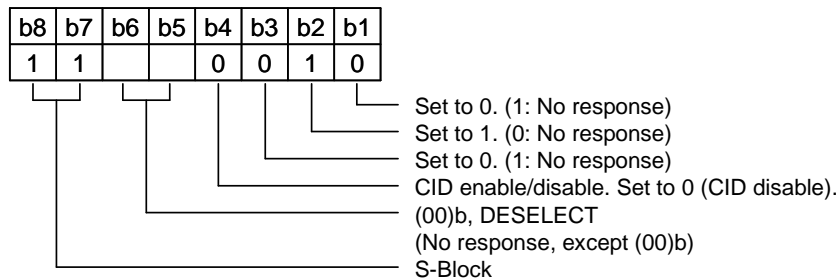 b8 b7 b6 b5 b4 b3 b2 b1
1 1 0 0 1 0
Set to 0. (1: No response)
Set to 1. (0: No response)
Set to 0. (1: No response)
CID enable/disable. Set to 0 (CID disable).
(00)b, DESELECT
(No response, except (00)b)
S-Block